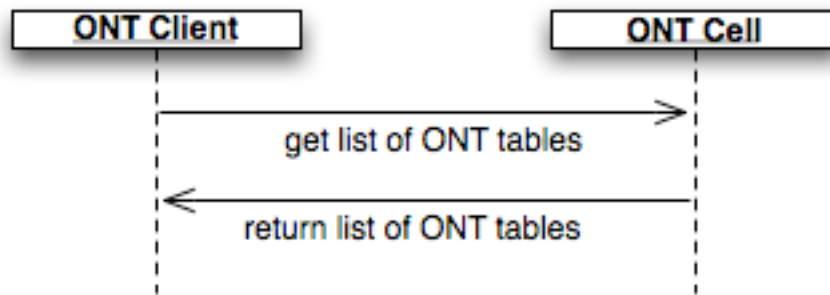 ONT Client
ONT Cell
get list of ONT tables
return list of ONT tables